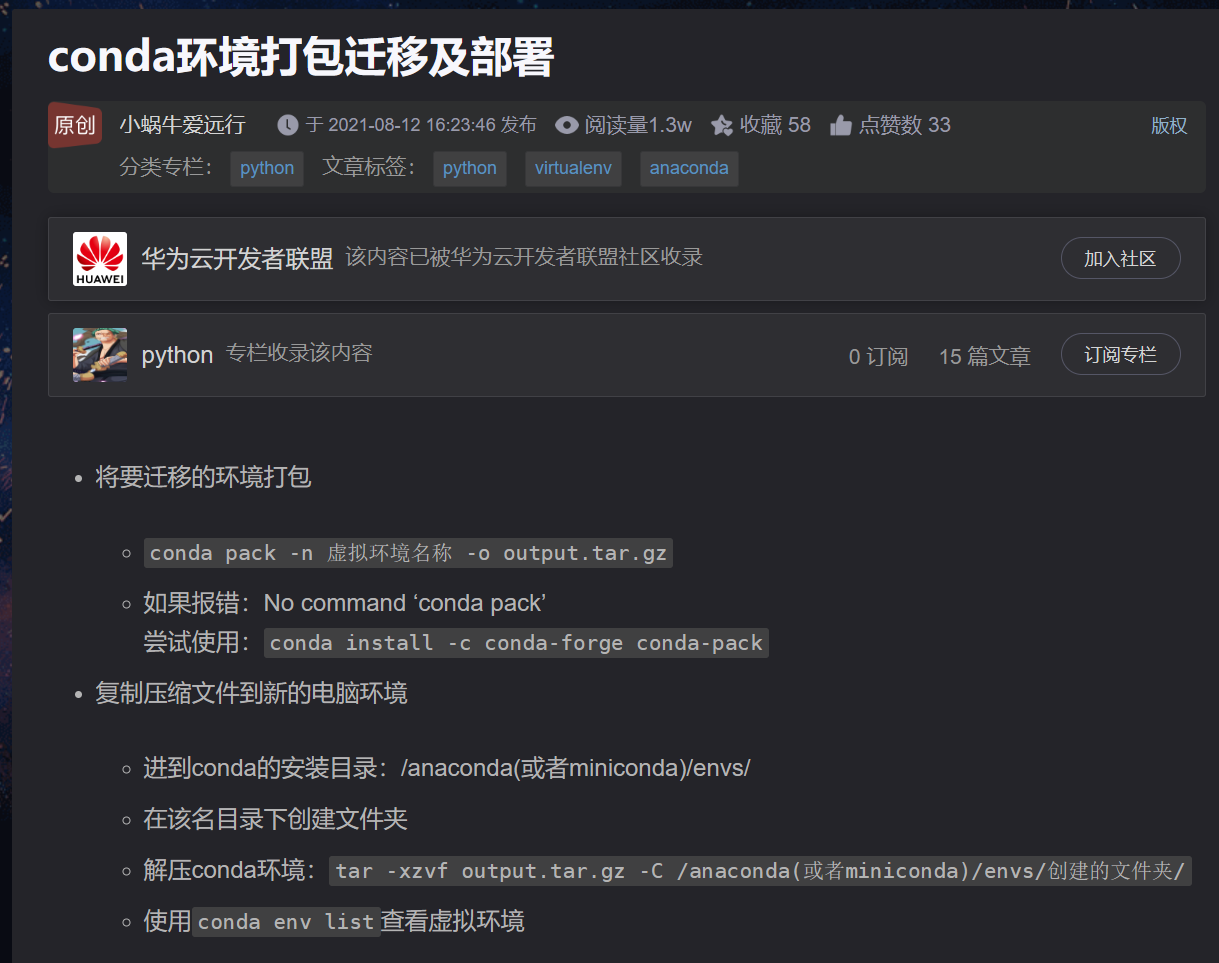 conda环境打包迁移及部署
原创 小蜗牛爱远行 于 2021-08-12 16:23:46 发布 阅读量1.3w 收藏 58 点赞数 33 版权
分类专栏： python 文章标签： python virtualenv anaconda
HUAWEI 华为云开发者联盟 该内容已被华为云开发者联盟社区收录 加入社区
python 专栏收录该内容 0 订阅 15 篇文章 订阅专栏
将要迁移的环境打包
conda pack -n 虚拟环境名称 -o output.tar.gz
如果报错：No command ‘conda pack’
尝试使用：conda install -c conda-forge conda-pack
复制压缩文件到新的电脑环境
进到conda的安装目录：/anaconda(或者miniconda)/envs/
在该名目录下创建文件夹
解压conda环境：tar -xzvf output.tar.gz -C /anaconda(或者miniconda)/envs/创建的文件夹/
使用conda env list查看虚拟环境